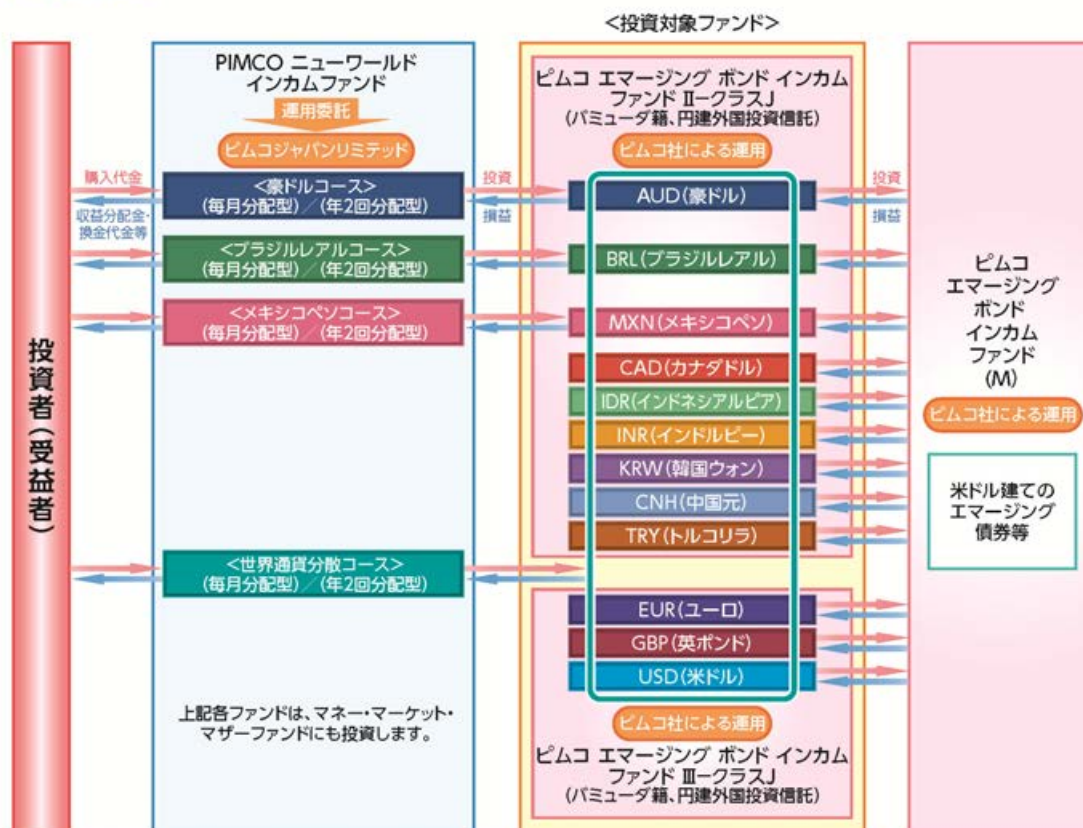 <投資対象ファンド>
投資者(受益者)
購入代金
収益分配金・
換金代金等
PIMCO ニューワールド
インカムファンド
運用委託
ピムコジャパンリミテッド
<豪ドルコース>
(毎月分配型)/(年2回分配型)
<ブラジルレアルコース>
(毎月分配型)/(年2回分配型)
<メキシコペソコース>
(毎月分配型)/(年2回分配型)
<世界通貨分散コース>
(毎月分配型)/(年2回分配型)
上記各ファンドは、マネー・マーケット・
マザーファンドにも投資します。
投資
損益
ピムコ エマージング ボンド インカム
ファンド Ⅱ-クラスJ
(バミューダ籍、円建外国投資信託)
ピムコ社による運用
AUD(豪ドル)
BRL(ブラジルレアル)
MXN(メキシコペソ)
CAD(カナダドル)
IDR(インドネシアルピア)
INR(インドルピー)
KRW(韓国ウォン)
CNH(中国元)
TRY(トルコリラ)
EUR(ユーロ)
GBP(英ポンド)
USD(米ドル)
ピムコ社による運用
ピムコ エマージング ボンド インカム
ファンド Ⅲ-クラスJ
(バミューダ籍、円建外国投資信託)
投資
損益
ピムコ
エマージング
ボンド
インカム
ファンド
(M)
ピムコ社による運用
米ドル建ての
エマージング
債券等